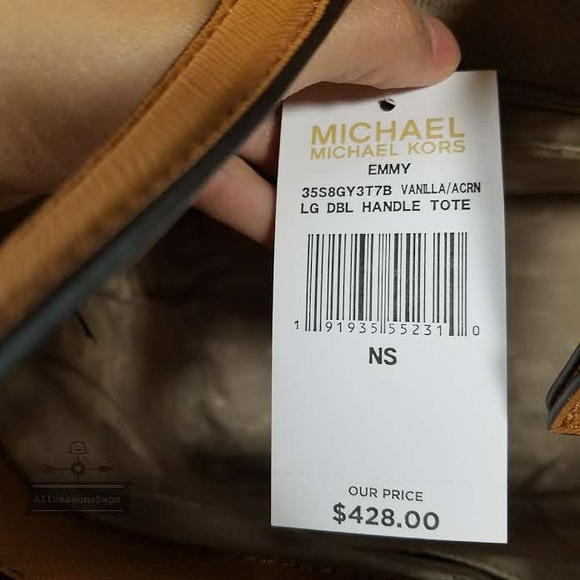 MICHAEL
MICHAEL KORS
EMMY
35S8GY3T7B VANILLA/ACRN
LG DBL HANDLE TOTE
1 91935 55231 0
NS
OUR PRICE
$428.00
Allseasonsbags